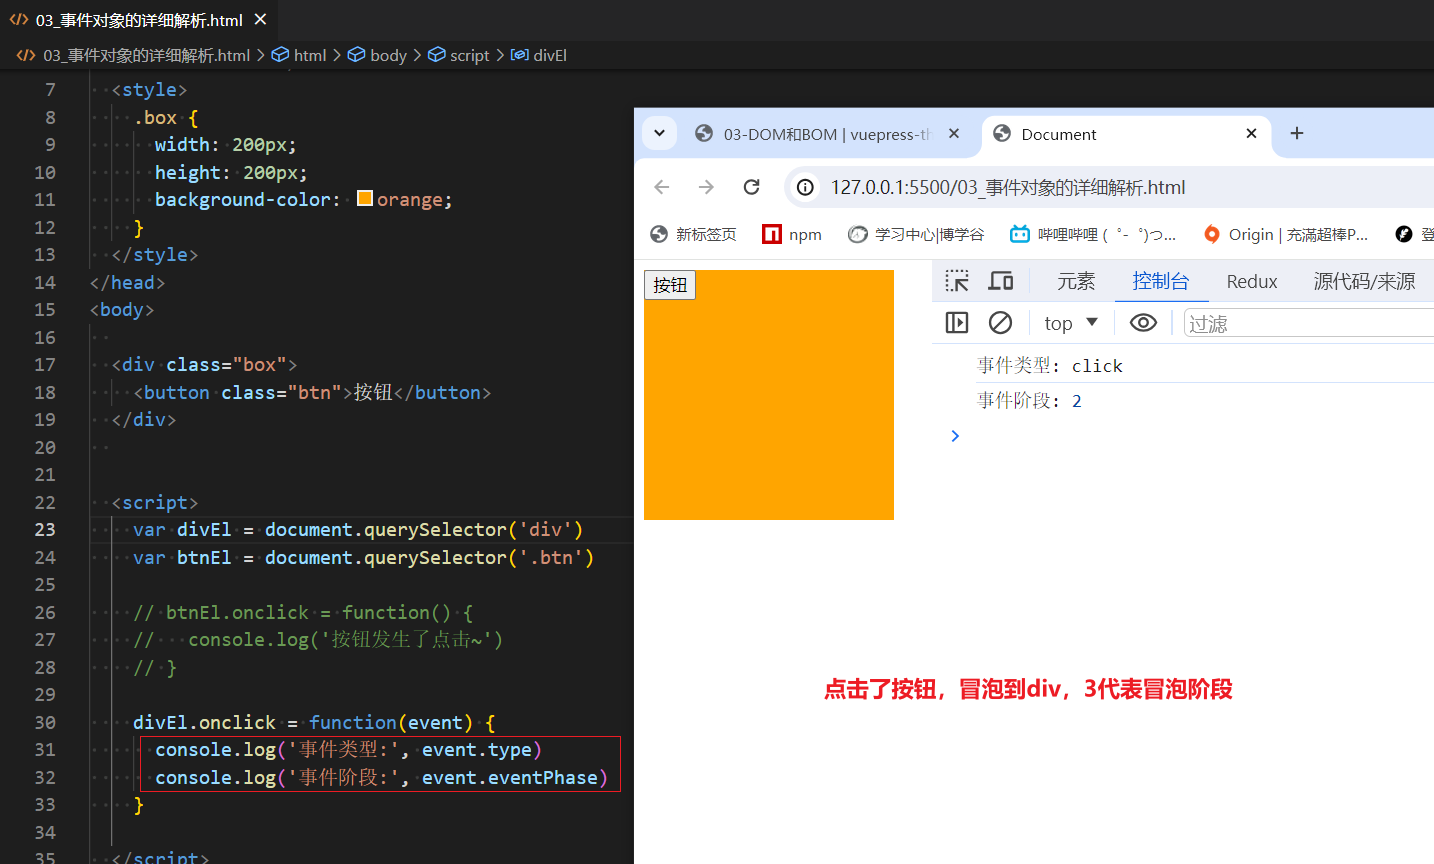 03_事件对象的详细解析.html
03_事件对象的详细解析.html > html > body > script > divEl
7 <style>
8 .box {
9 width: 200px;
10 height: 200px;
11 background-color: orange;
12 }
13 </style>
14 </head>
15 <body>
16
17 <div class="box">
18 <button class="btn">按钮</button>
19 </div>
20
21
22 <script>
23 var divEl = document.querySelector('div')
24 var btnEl = document.querySelector('.btn')
25
26 // btnEl.onclick = function() {
27 // console.log('按钮发生了点击~')
28 // }
29
30 divEl.onclick = function(event) {
31 console.log('事件类型:', event.type)
32 console.log('事件阶段:', event.eventPhase)
33 }
34
35 </script>
03-DOM和BOM | vuepress-th
Document
127.0.0.1:5500/03_事件对象的详细解析.html
新标签页 npm 学习中心|博学谷 哔哩哔哩 ( ゜- ゜)つ... Origin | 充滿超棒P... 登
按钮
元素 控制台 Redux 源代码/来源
top 过滤
事件类型: click
事件阶段: 2
点击了按钮，冒泡到div，3代表冒泡阶段